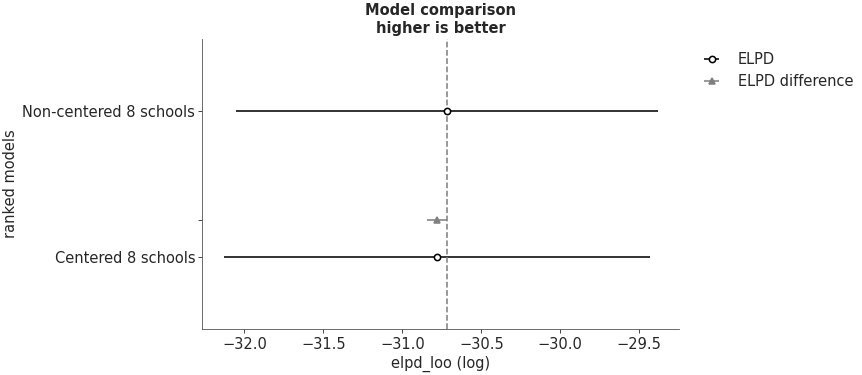 Model comparison
higher is better
ELPD
ELPD difference
Non-centered 8 schools
Centered 8 schools
ranked models
−32.0 −31.5 −31.0 −30.5 −30.0 −29.5
elpd_loo (log)